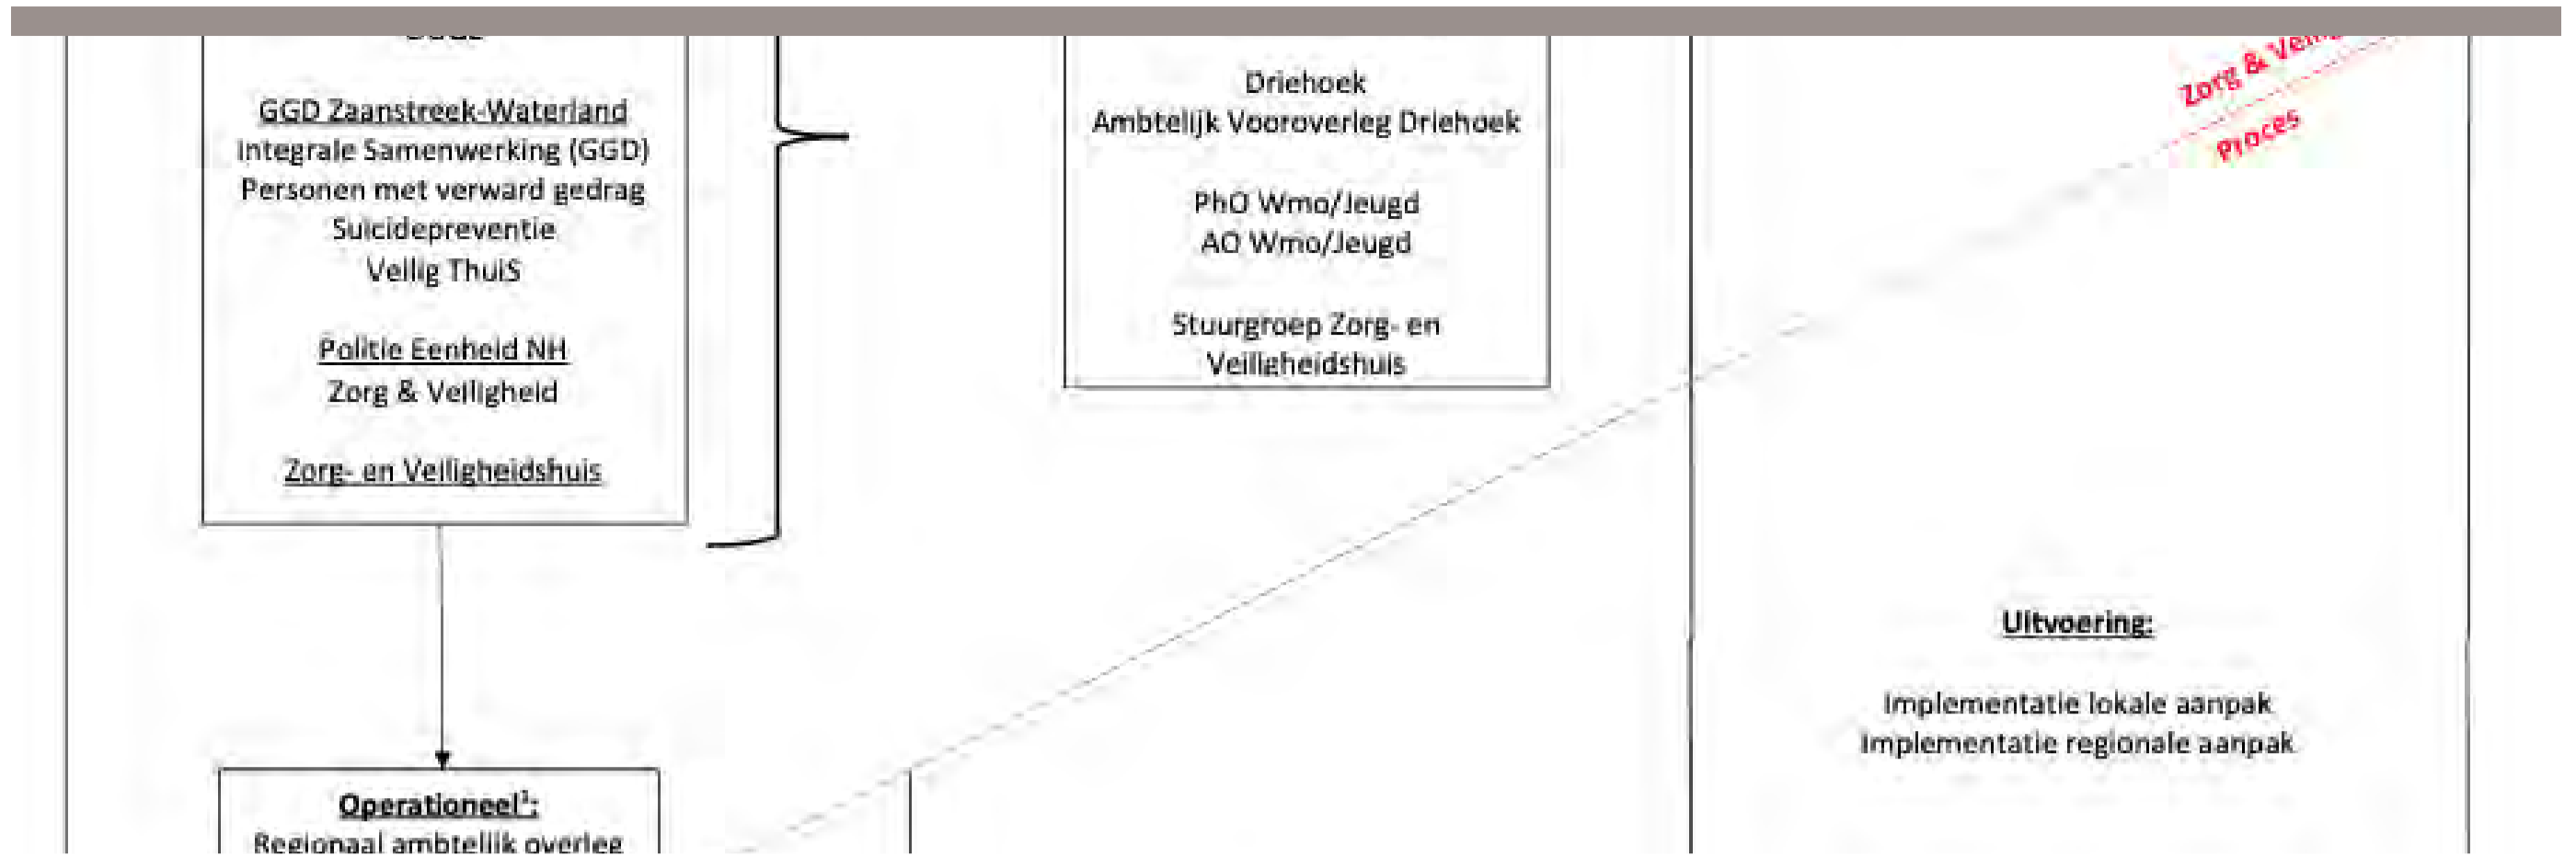 GGD Zaanstreek-Waterland
Integrale Samenwerking (GGD)
Personen met verward gedrag
Suïcidepreventie
Veilig ThuiS
Politie Eenheid NH
Zorg & Veiligheid
Zorg- en Veiligheidshuis
Driehoek
Ambtelijk Vooroverleg Driehoek
PhO Wmo/Jeugd
AO Wmo/Jeugd
Stuurgroep Zorg- en
Veiligheidshuis
Zorg &
Proces
Uitvoering:
Implementatie lokale aanpak
Implementatie regionale aanpak
Operationeel¹:
Regionaal ambtelijk overleg